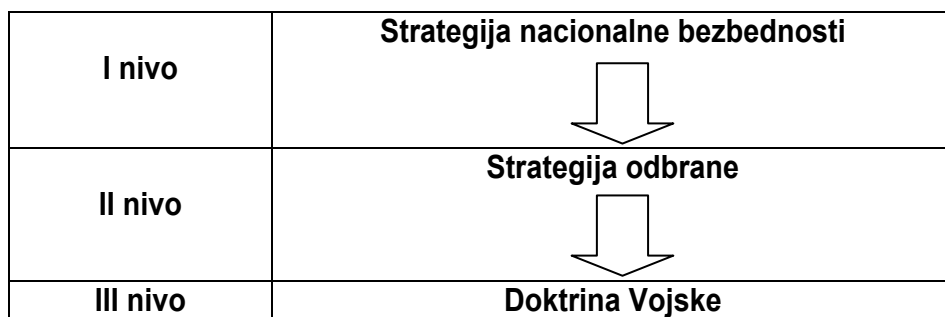 I nivo
Strategija nacionalne bezbednosti
II nivo
Strategija odbrane
III nivo
Doktrina Vojske